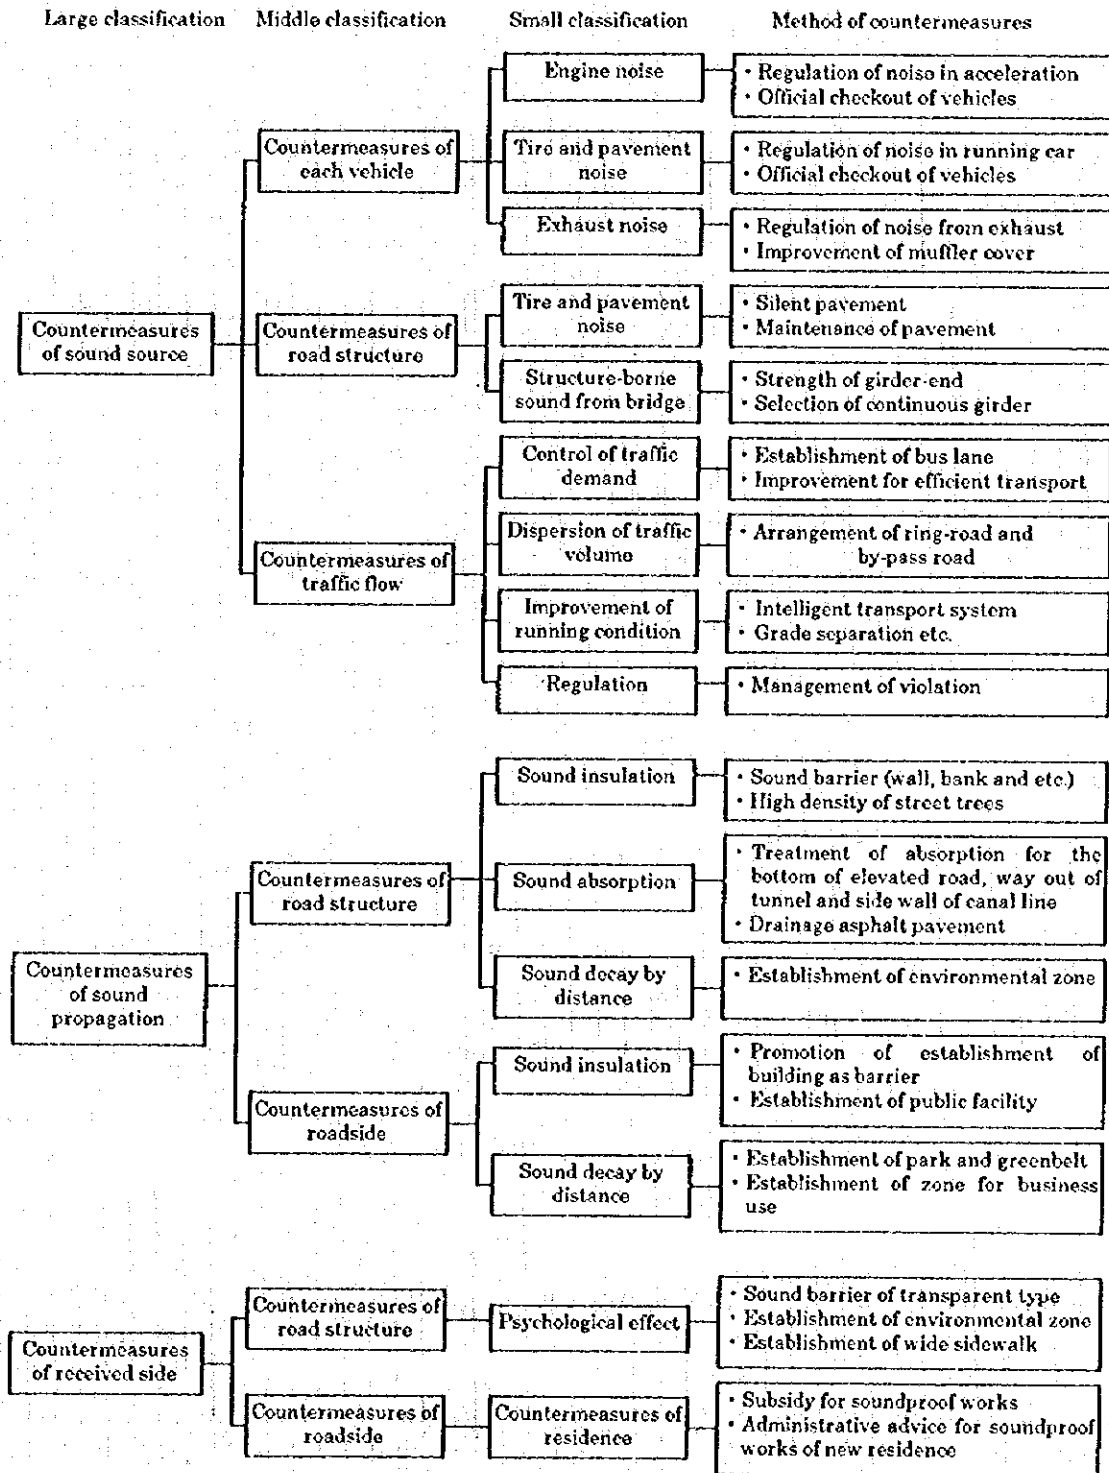 Large classification
Middle classification
Small classification
Method of countermeasures
Countermeasures
of sound source
Countermeasures of
each vehicle
Engine noise
・Regulation of noise in acceleration
・Official checkout of vehicles
Tire and pavement
noise
・Regulation of noise in running car
・Official checkout of vehicles
Exhaust noise
・Regulation of noise from exhaust
・Improvement of muffler cover
Countermeasures of
road structure
Tire and pavement
noise
・Silent pavement
・Maintenance of pavement
Structure-borne
sound from bridge
・Strength of girder-end
・Selection of continuous girder
Countermeasures of
traffic flow
Control of traffic
demand
・Establishment of bus lane
・Improvement for efficient transport
Dispersion of traffic
volume
・Arrangement of ring-road and
by-pass road
Improvement of
running condition
・Intelligent transport system
・Grade separation etc.
Regulation
・Management of violation
Countermeasures
of sound
propagation
Countermeasures of
road structure
Sound insulation
・Sound barrier (wall, bank and etc.)
・High density of street trees
Sound absorption
・Treatment of absorption for the
bottom of elevated road, way out of
tunnel and side wall of canal line
・Drainage asphalt pavement
Sound decay by
distance
・Establishment of environmental zone
Countermeasures of
roadside
Sound insulation
・Promotion of establishment of
building as barrier
・Establishment of public facility
Sound decay by
distance
・Establishment of park and greenbelt
・Establishment of zone for business
use
Countermeasures
of received side
Countermeasures of
road structure
Psychological effect
・Sound barrier of transparent type
・Establishment of environmental zone
・Establishment of wide sidewalk
Countermeasures of
roadside
Countermeasures of
residence
・Subsidy for soundproof works
・Administrative advice for soundproof
works of new residence